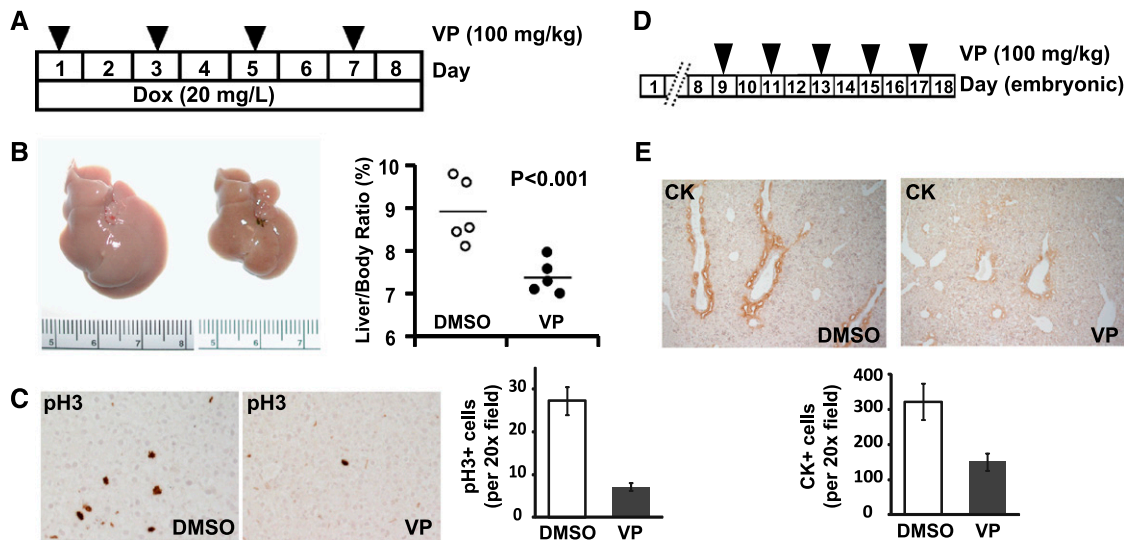 A
VP (100 mg/kg)
1 2 3 4 5 6 7 8 Day
Dox (20 mg/L)
B
5 6 7 8
5 6 7
Liver/Body Ratio (%)
10
9
8
7
6
P<0.001
DMSO VP
C
pH3
DMSO
pH3
VP
pH3+ cells
(per 20x field)
30
20
10
0
DMSO VP
D
VP (100 mg/kg)
1 8 9 10 11 12 13 14 15 16 17 18 Day (embryonic)
E
CK
DMSO
CK
VP
CK+ cells
(per 20x field)
400
300
200
100
0
DMSO VP